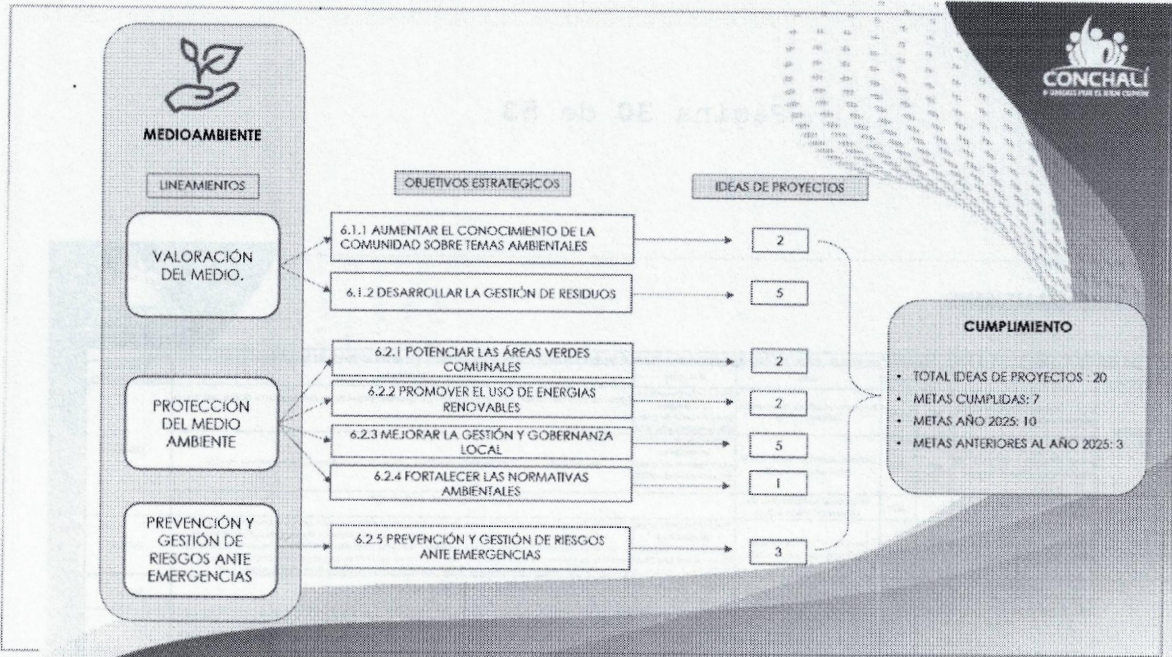 CONCHALÍ
MEDIOAMBIENTE
LINEAMIENTOS
OBJETIVOS ESTRATEGICOS
IDEAS DE PROYECTOS
VALORACIÓN
DEL MEDIO.
6.1.1 AUMENTAR EL CONOCIMIENTO DE LA
COMUNIDAD SOBRE TEMAS AMBIENTALES
2
6.1.2 DESARROLLAR LA GESTIÓN DE RESIDUOS
5
PROTECCIÓN
DEL MEDIO
AMBIENTE
6.2.1 POTENCIAR LAS ÁREAS VERDES
COMUNALES
2
6.2.2 PROMOVER EL USO DE ENERGIAS
RENOVABLES
2
6.2.3 MEJORAR LA GESTIÓN Y GOBERNANZA
LOCAL
5
6.2.4 FORTALECER LAS NORMATIVAS
AMBIENTALES
1
PREVENCIÓN Y
GESTIÓN DE
RIESGOS ANTE
EMERGENCIAS
6.2.5 PREVENCIÓN Y GESTIÓN DE RIESGOS
ANTE EMERGENCIAS
3
CUMPLIMIENTO
• TOTAL IDEAS DE PROYECTOS : 20
• METAS CUMPLIDAS: 7
• METAS AÑO 2025: 10
• METAS ANTERIORES AL AÑO 2025: 3
Página 30 de 53